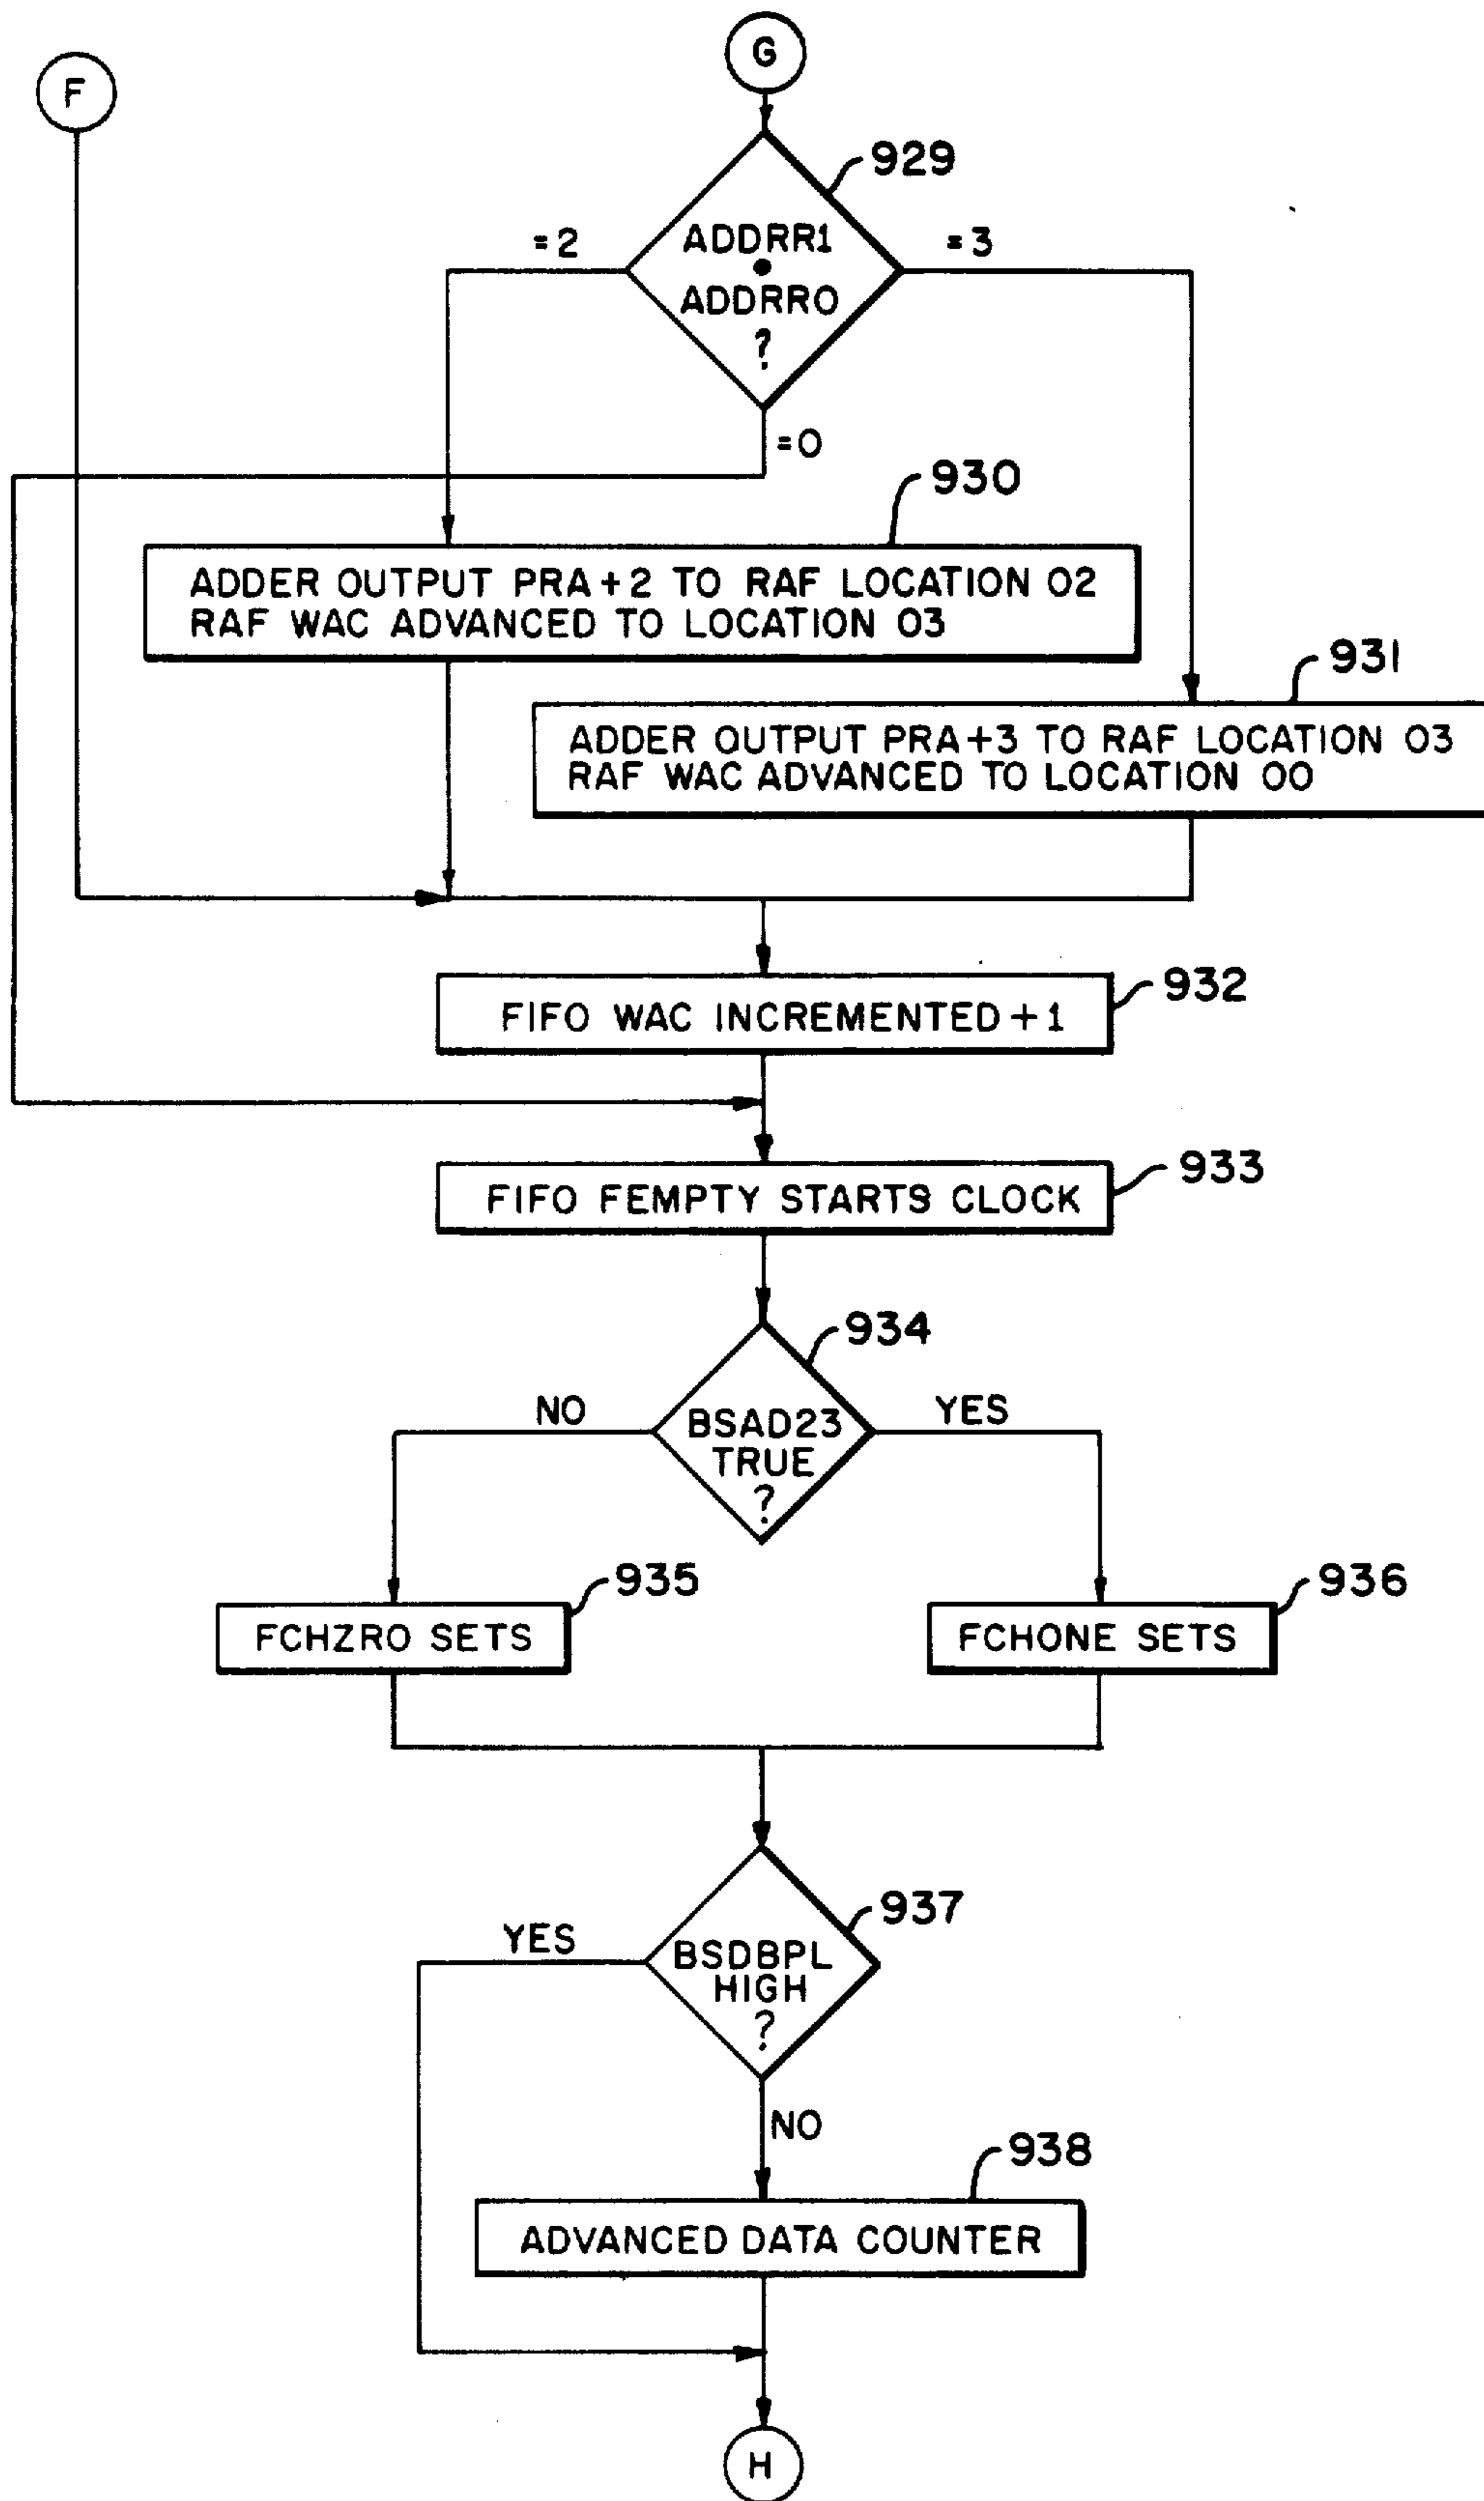 G
F
929
ADDRR1
•
ADDRR0
?
=2
=3
=0
930
ADDER OUTPUT PRA+2 TO RAF LOCATION 02
RAF WAC ADVANCED TO LOCATION 03
931
ADDER OUTPUT PRA+3 TO RAF LOCATION 03
RAF WAC ADVANCED TO LOCATION 00
932
FIFO WAC INCREMENTED +1
933
FIFO FEMPTY STARTS CLOCK
934
NO
BSAD23
TRUE
?
YES
935
FCHZRO SETS
936
FCHONE SETS
937
YES
BSDBPL
HIGH
?
NO
938
ADVANCED DATA COUNTER
H